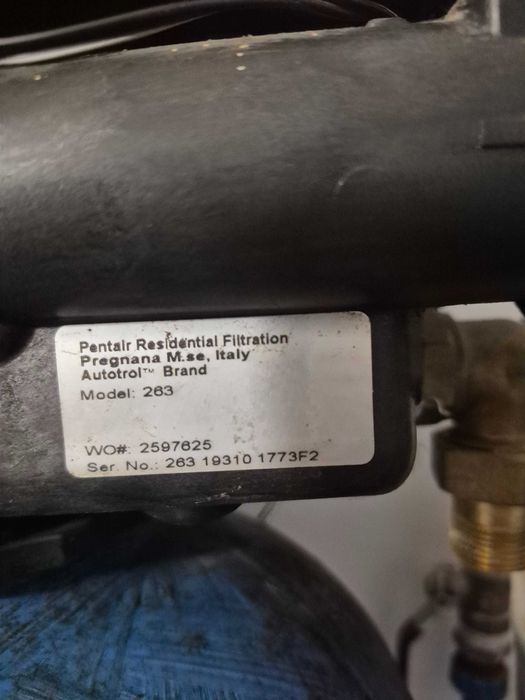 Pentair Residential Filtration
Pregnana M.se, Italy
Autotrol™ Brand
Model: 263
WO#: 2597625
Ser. No.: 263 19310 1773F2